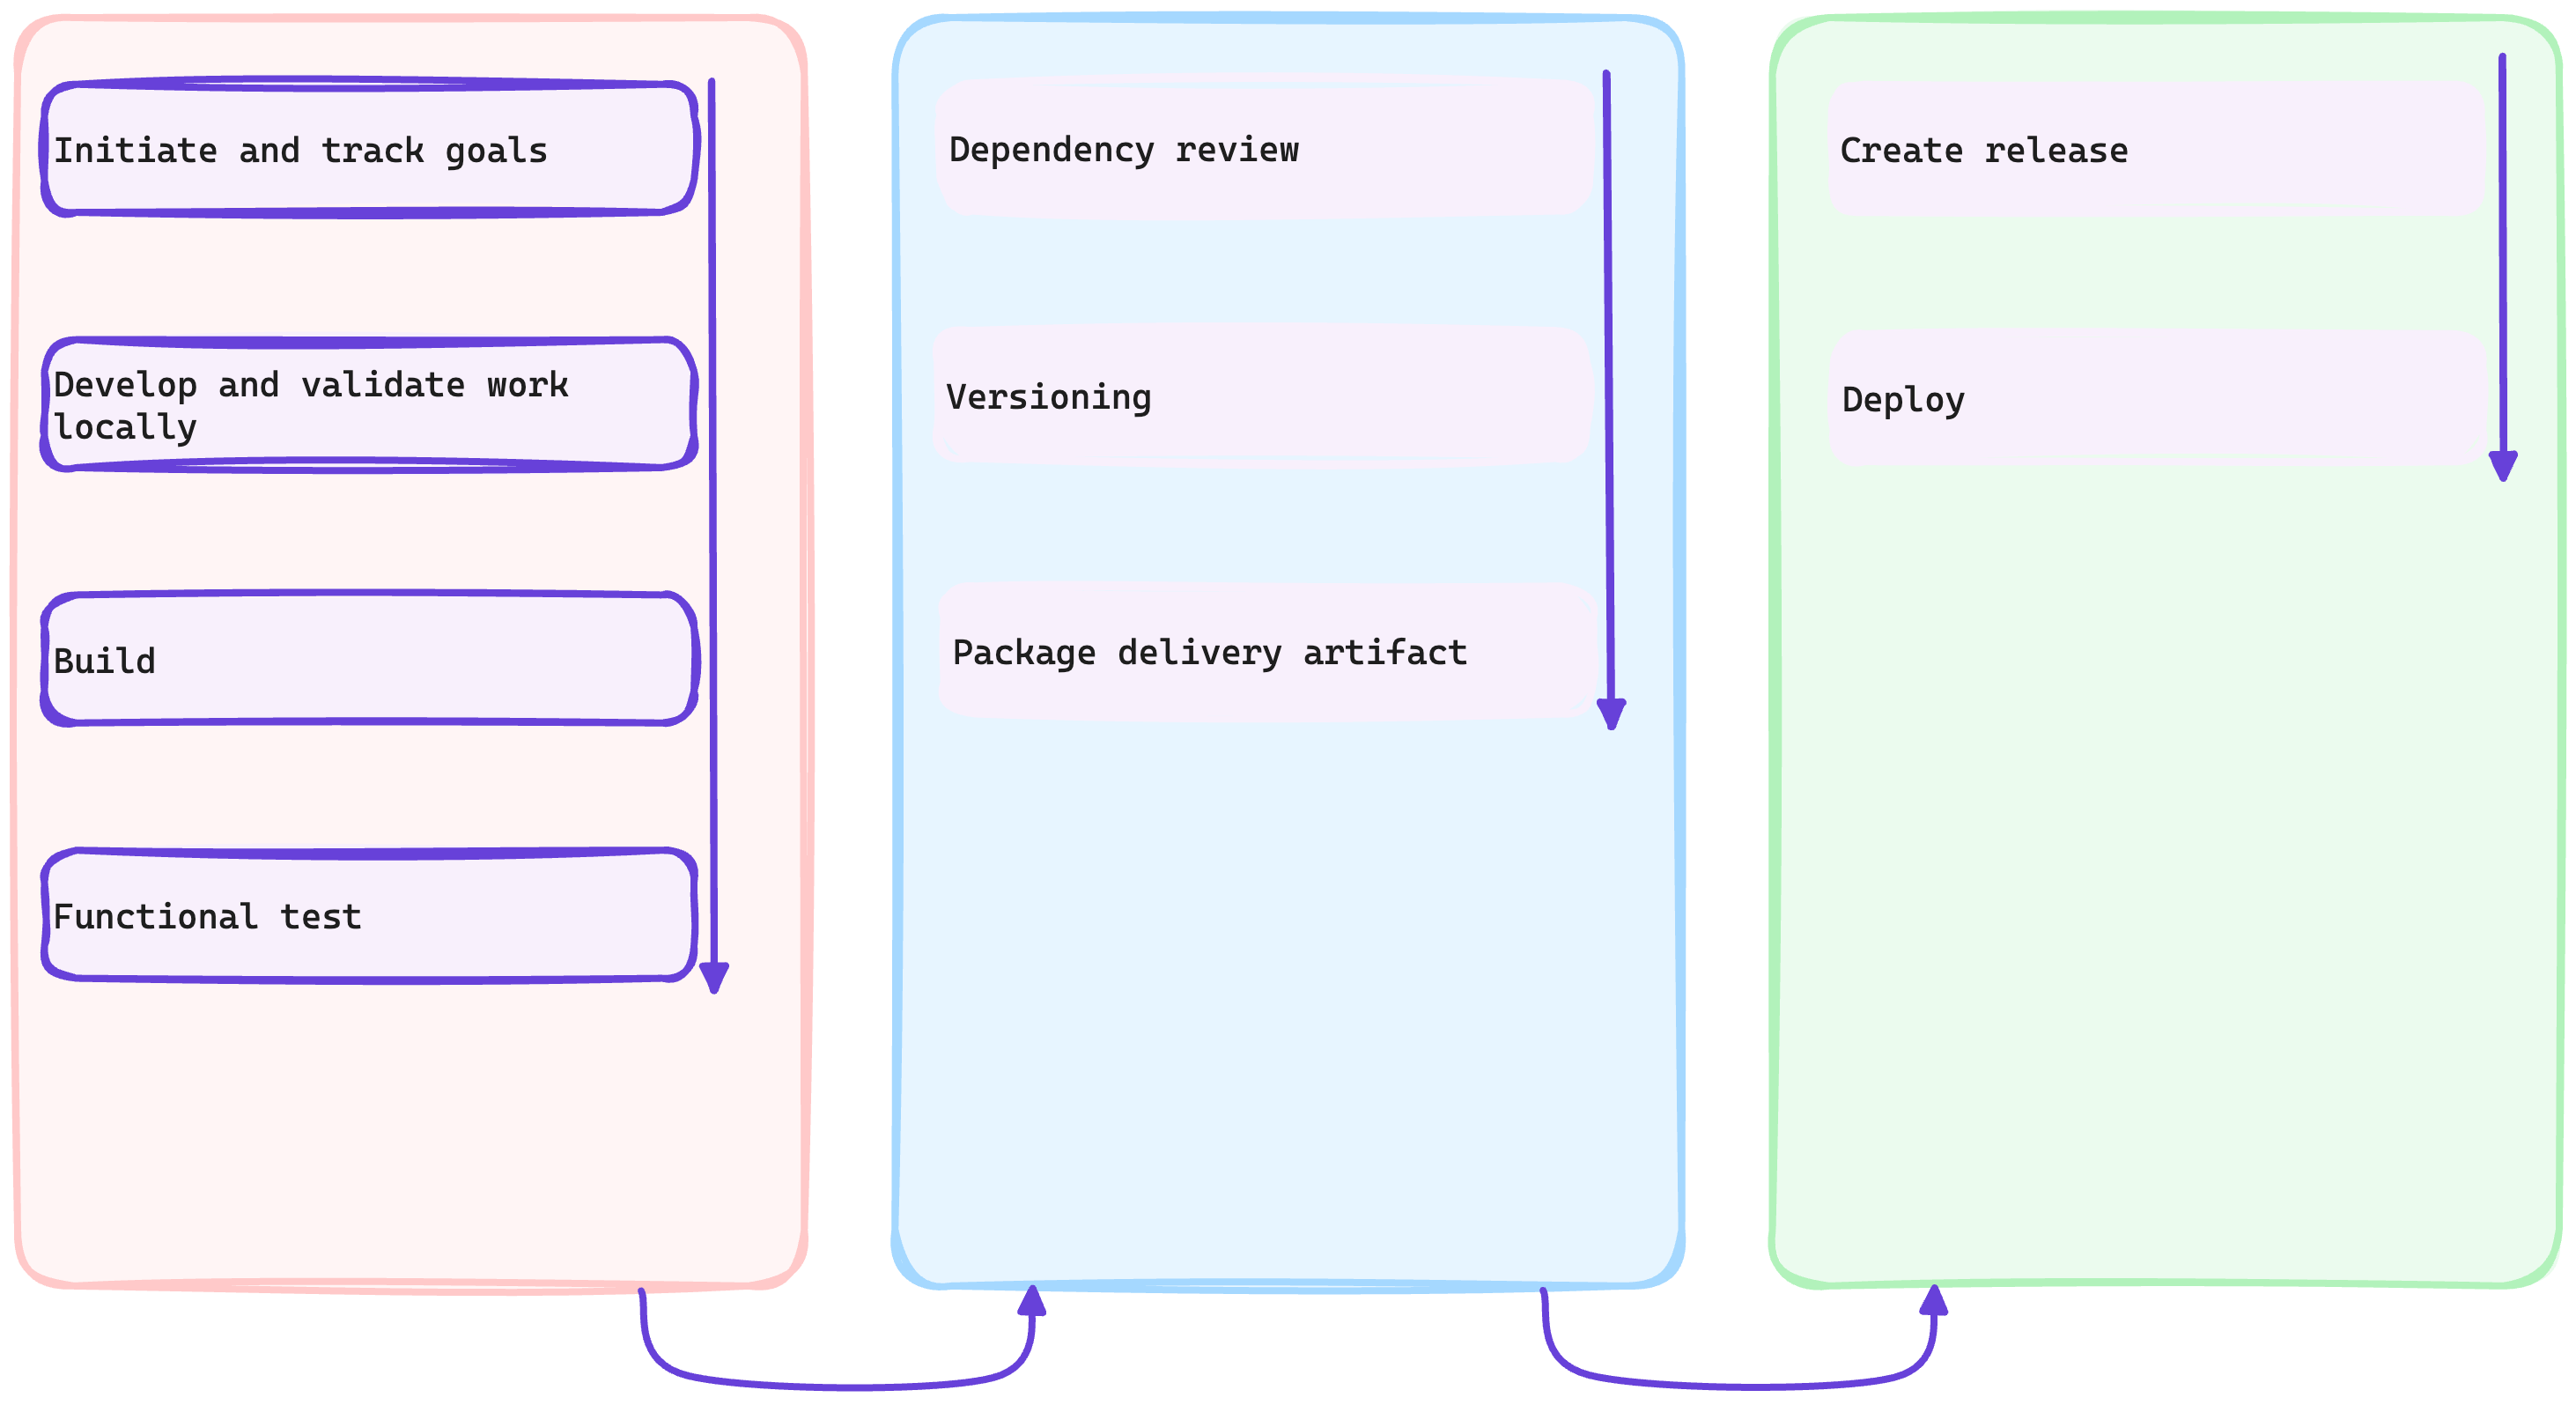 Initiate and track goals
Develop and validate work
locally
Build
Functional test
Dependency review
Versioning
Package delivery artifact
Create release
Deploy